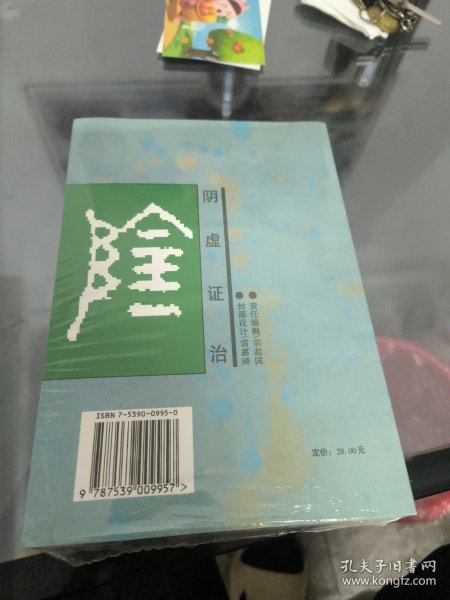 阴虚证治
●责任编辑/宗起国
●封面设计/雷嘉琦
ISBN 7-5390-0995-0
9 787539 009957 >
定价：28.00元
孔夫子旧书网
www.kongfz.com